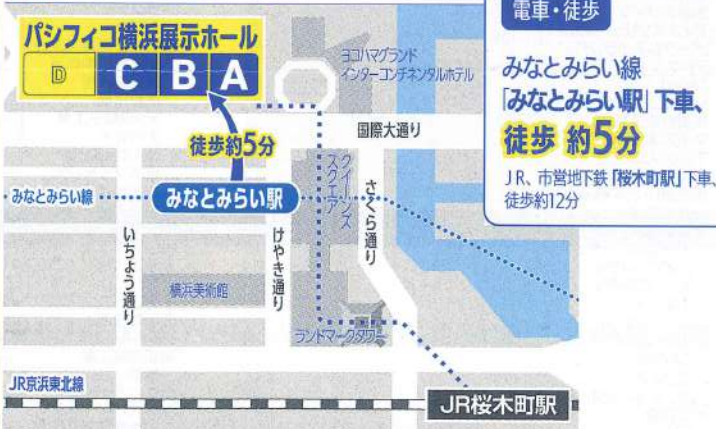 パシフィコ横浜展示ホール
D C B A
ヨコハマグランド
インターコンチネンタルホテル
国際大通り
徒歩約5分
みなとみらい線
みなとみらい駅
クイーンズ
スクエア
さくら通り
いちょう通り
けやき通り
横浜美術館
ランドマークタワー
JR京浜東北線
JR桜木町駅
電車・徒歩
みなとみらい線
「みなとみらい駅」下車、
徒歩 約5分
JR、市営地下鉄「桜木町駅」下車、
徒歩約12分